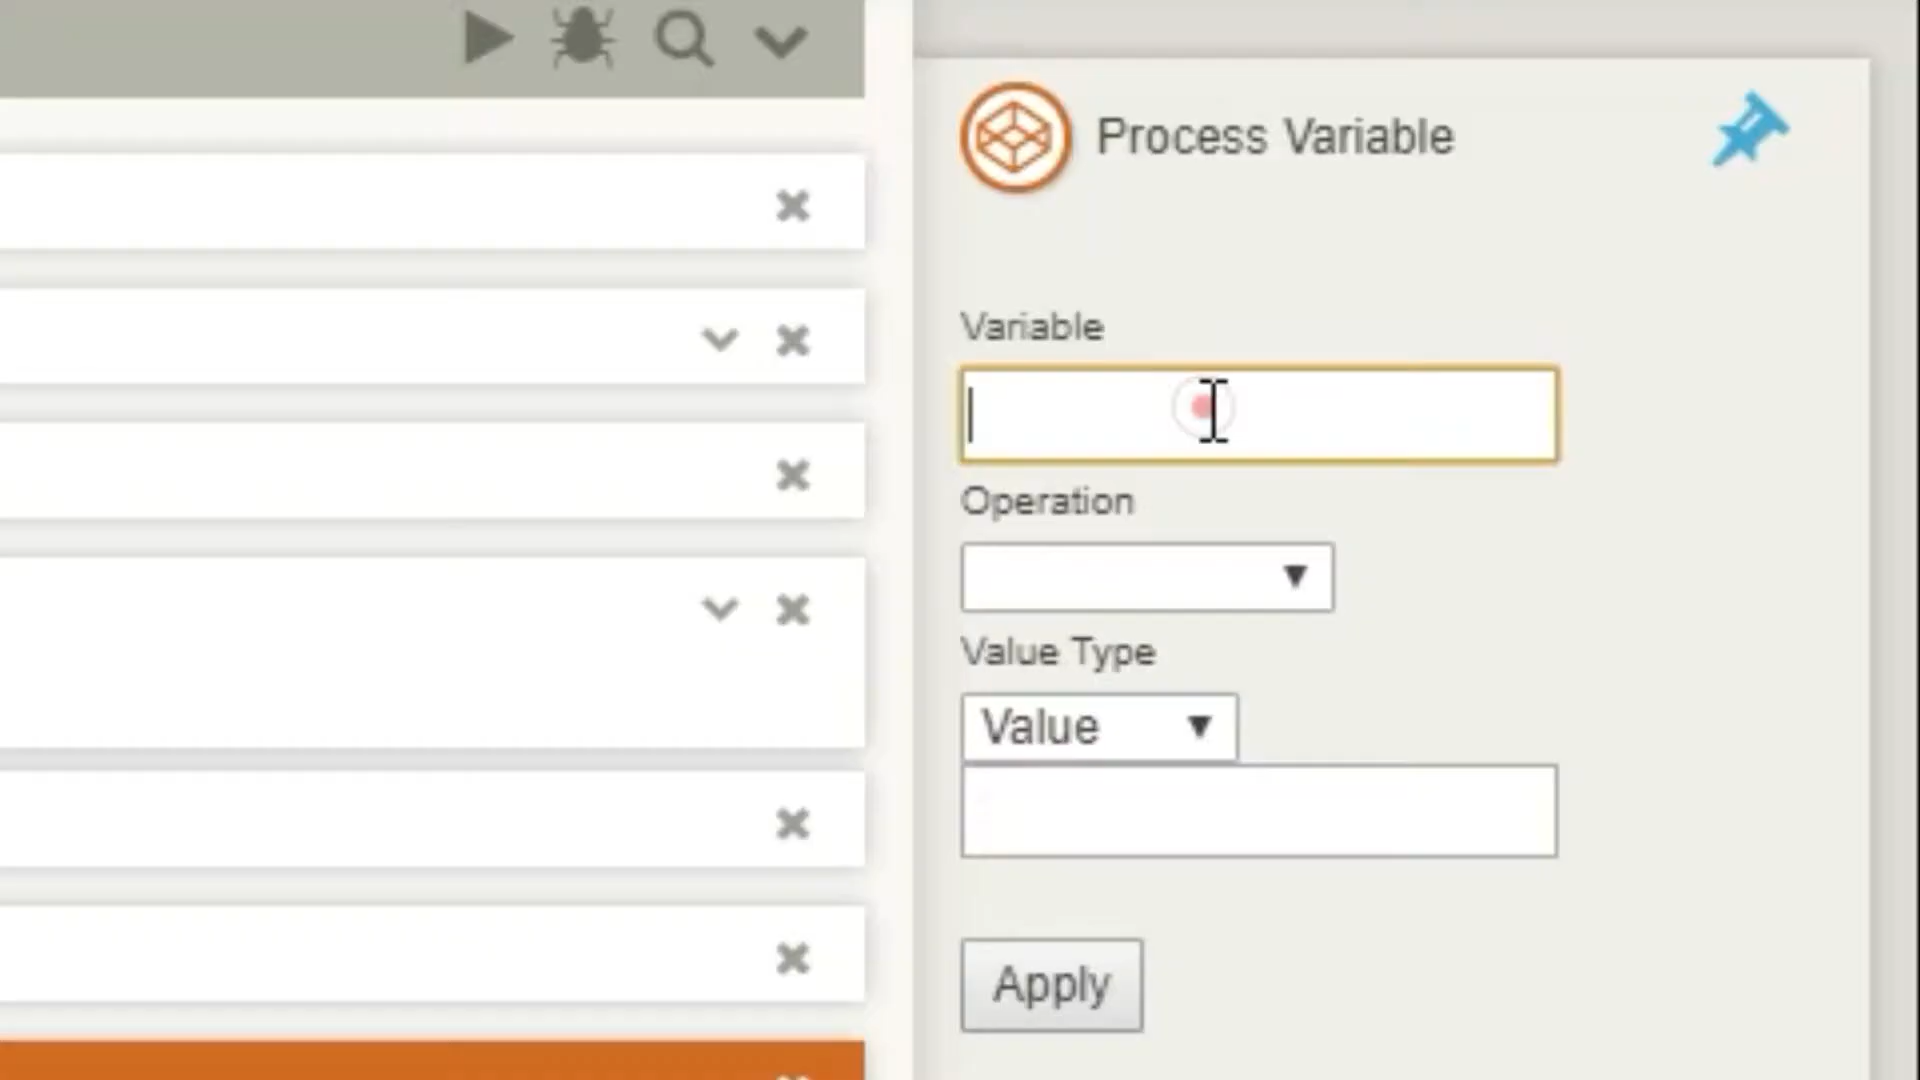 Process Variable
Variable
Operation
Value Type
Value
Apply